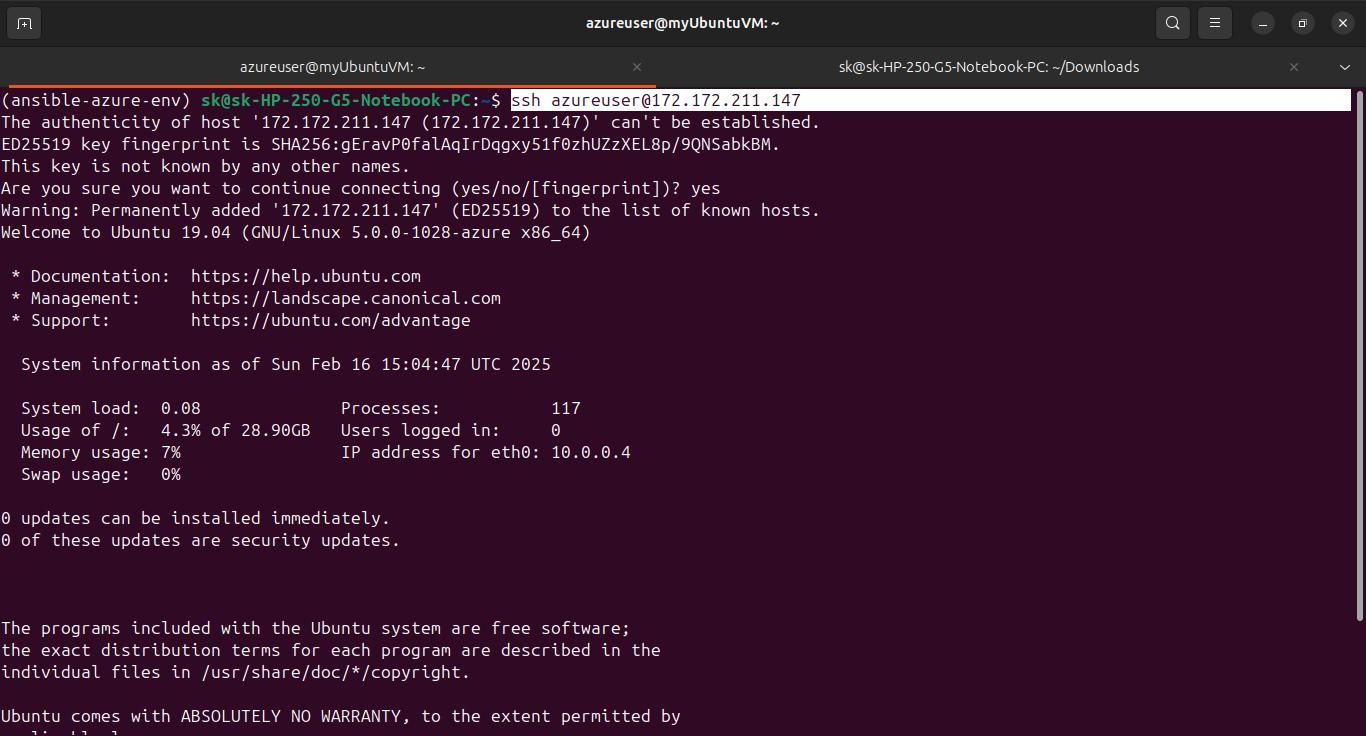 azureuser@myUbuntuVM: ~
azureuser@myUbuntuVM: ~
sk@sk-HP-250-G5-Notebook-PC: ~/Downloads
(ansible-azure-env) sk@sk-HP-250-G5-Notebook-PC:~$ ssh azureuser@172.172.211.147
The authenticity of host '172.172.211.147 (172.172.211.147)' can't be established.
ED25519 key fingerprint is SHA256:gEravP0falAqIrDqgxy51f0zhUZzXEL8p/9QNSabkBM.
This key is not known by any other names.
Are you sure you want to continue connecting (yes/no/[fingerprint])? yes
Warning: Permanently added '172.172.211.147' (ED25519) to the list of known hosts.
Welcome to Ubuntu 19.04 (GNU/Linux 5.0.0-1028-azure x86_64)
* Documentation:  https://help.ubuntu.com
* Management:     https://landscape.canonical.com
* Support:        https://ubuntu.com/advantage
System information as of Sun Feb 16 15:04:47 UTC 2025
System load:  0.08              Processes:           117
Usage of /:   4.3% of 28.90GB   Users logged in:     0
Memory usage: 7%                IP address for eth0: 10.0.0.4
Swap usage:   0%
0 updates can be installed immediately.
0 of these updates are security updates.
The programs included with the Ubuntu system are free software;
the exact distribution terms for each program are described in the
individual files in /usr/share/doc/*/copyright.
Ubuntu comes with ABSOLUTELY NO WARRANTY, to the extent permitted by